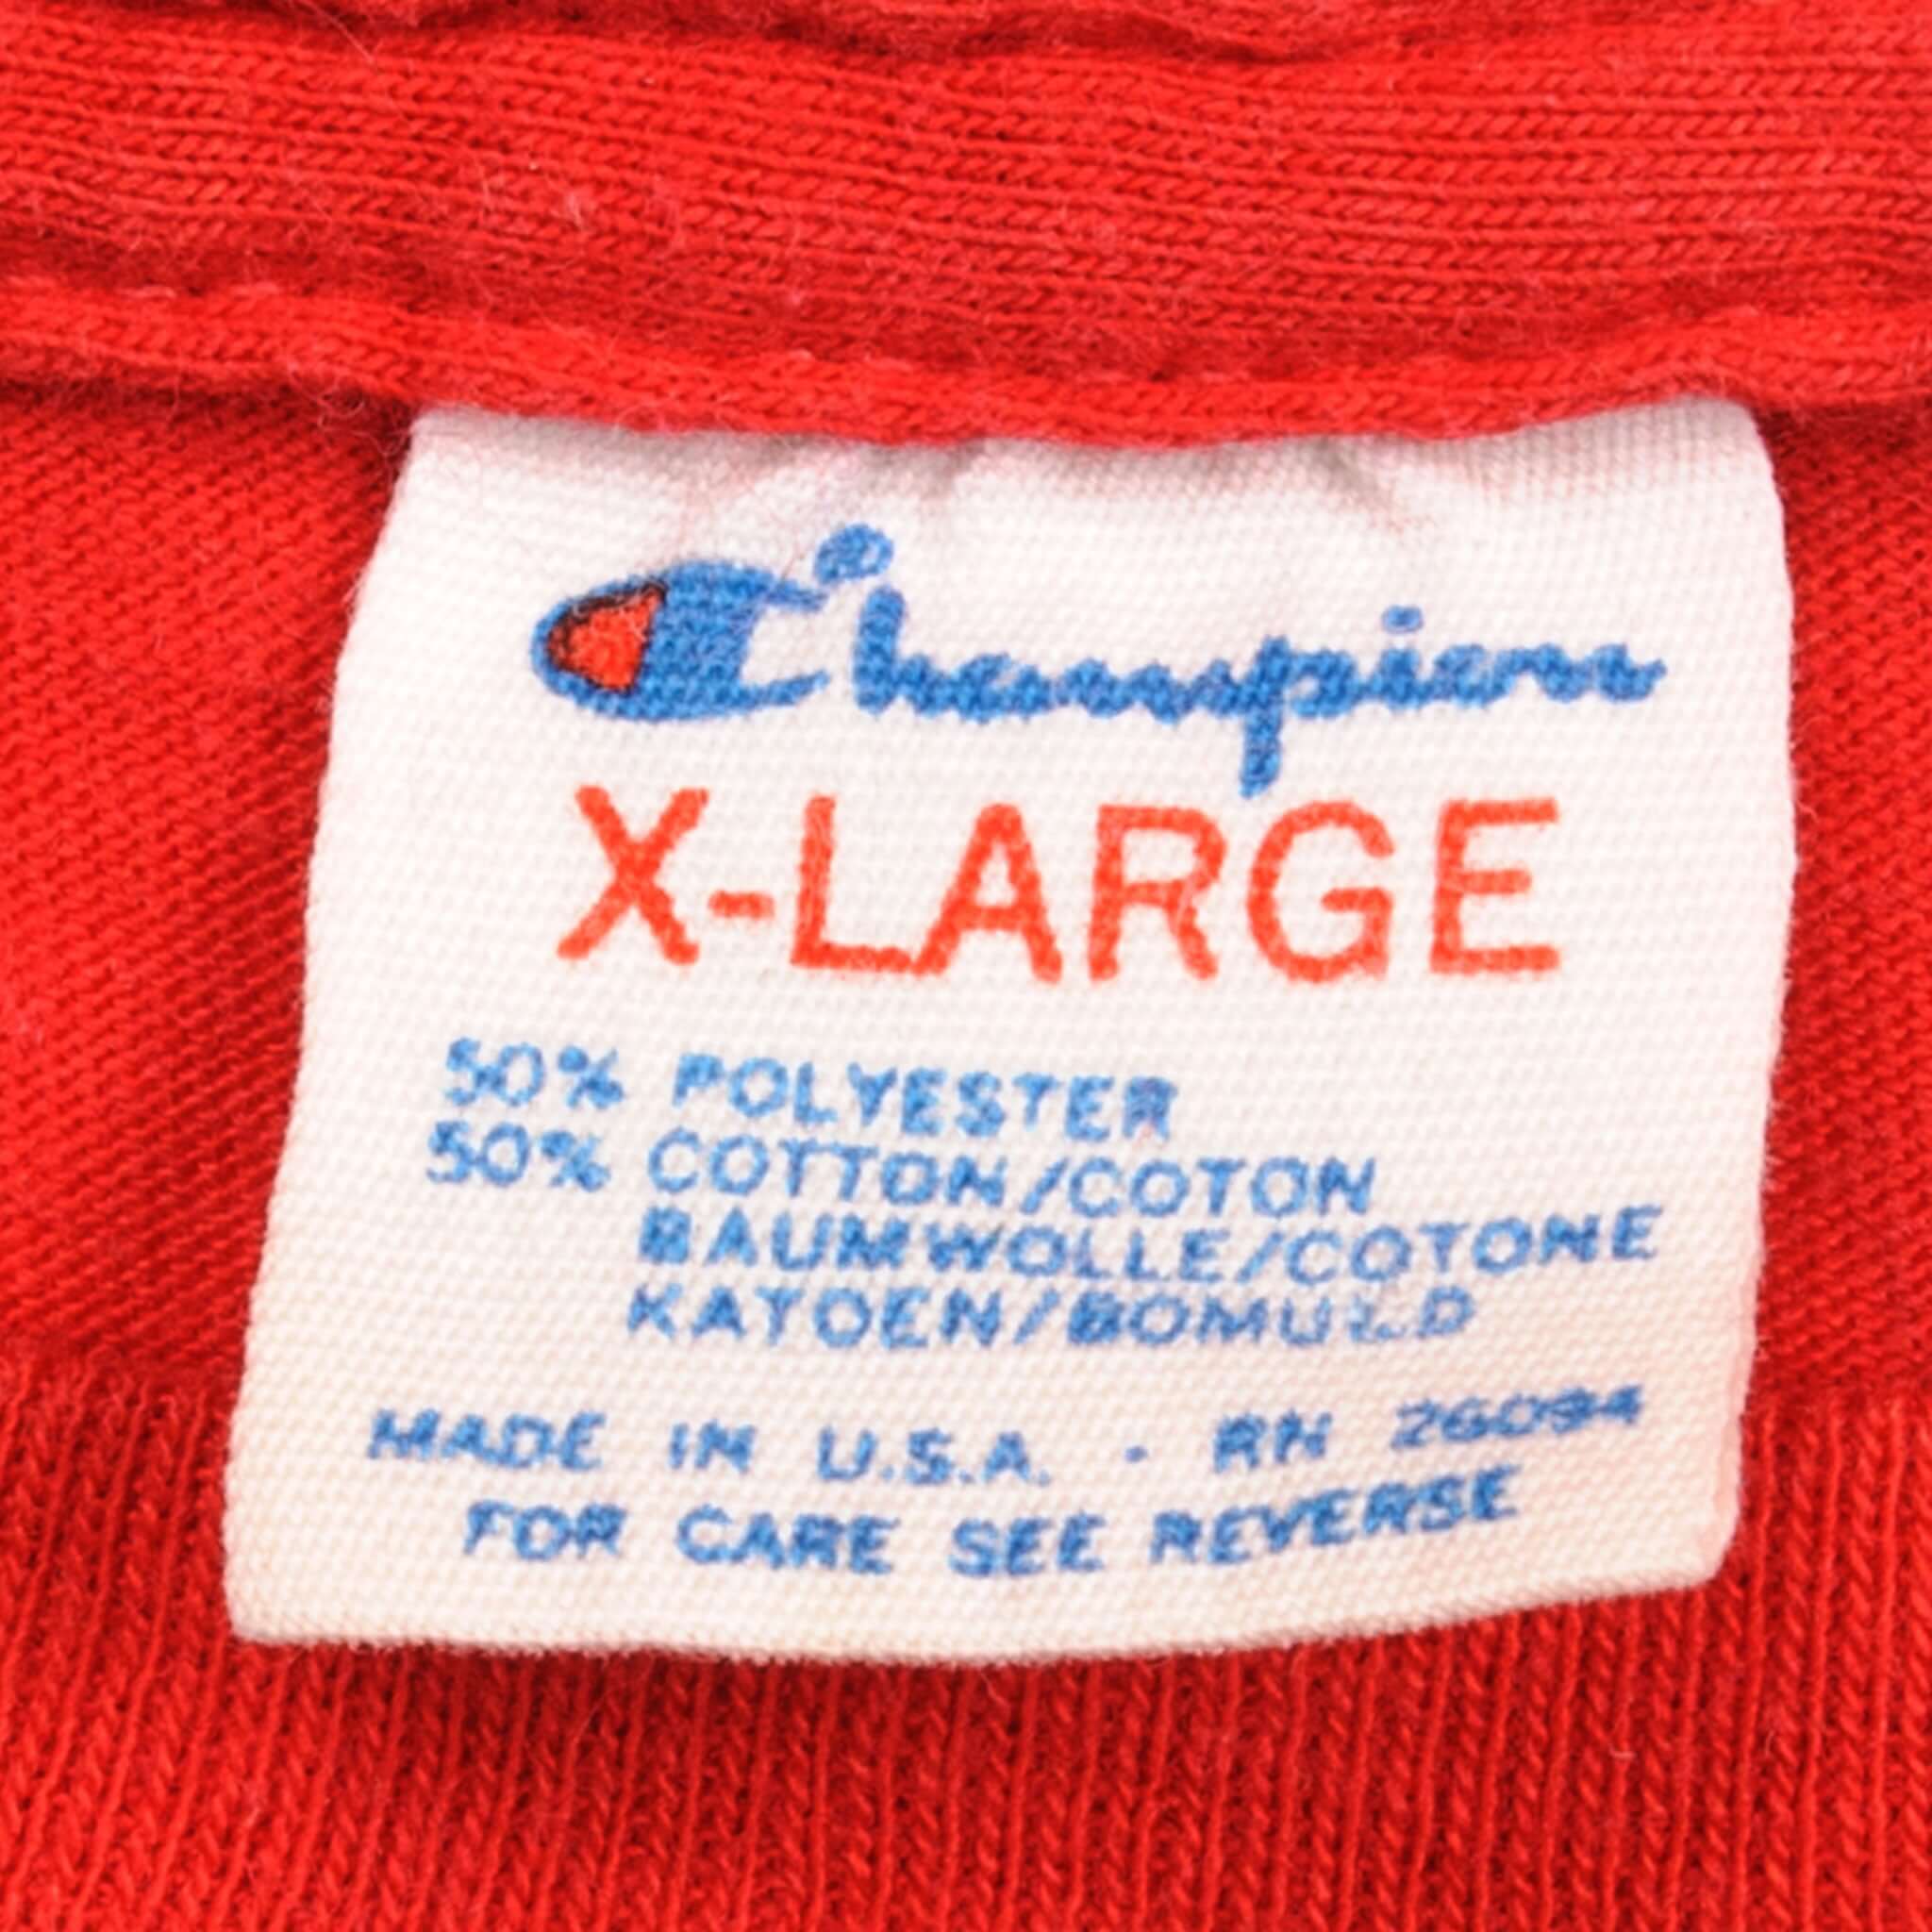 Champion®
X-LARGE
50% POLYESTER
50% COTTON/COTON
BAUMWOLLE/COTONE
KATOEN/BOMULD
MADE IN U.S.A. - RN 26094
FOR CARE SEE REVERSE